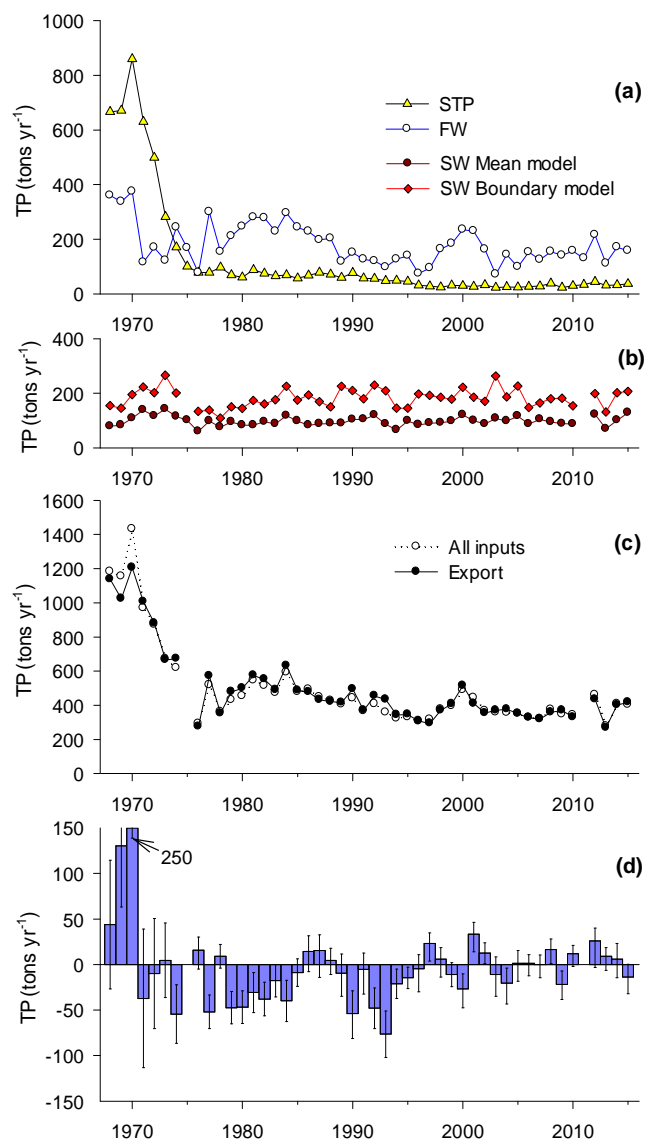 1000
800
600
400
200
0
TP (tons yr-1)
(a)
STP
FW
SW Mean model
SW Boundary model
1970 1980 1990 2000 2010
400
200
0
TP (tons yr-1)
(b)
1970 1980 1990 2000 2010
1600
1400
1200
1000
800
600
400
200
0
TP (tons yr-1)
(c)
All inputs
Export
1970 1980 1990 2000 2010
150
100
50
0
-50
-100
-150
TP (tons yr-1)
250
(d)
1970 1980 1990 2000 2010